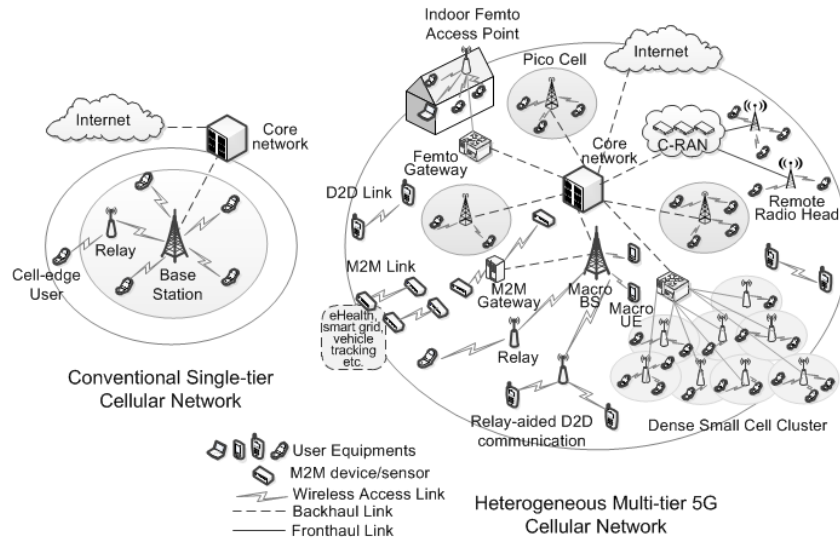 Internet
Core
network
Relay
Base
Station
Cell-edge
User
Conventional Single-tier
Cellular Network
Indoor Femto
Access Point
Pico Cell
Internet
Femto
Gateway
Core
network
C-RAN
Remote
Radio Head
D2D Link
M2M Link
M2M
Gateway
Macro
BS
Macro
UE
eHealth,
smart grid,
vehicle
tracking
etc.
Relay
Relay-aided D2D
communication
Dense Small Cell Cluster
User Equipments
M2M device/sensor
Wireless Access Link
Backhaul Link
Fronthaul Link
Heterogeneous Multi-tier 5G
Cellular Network